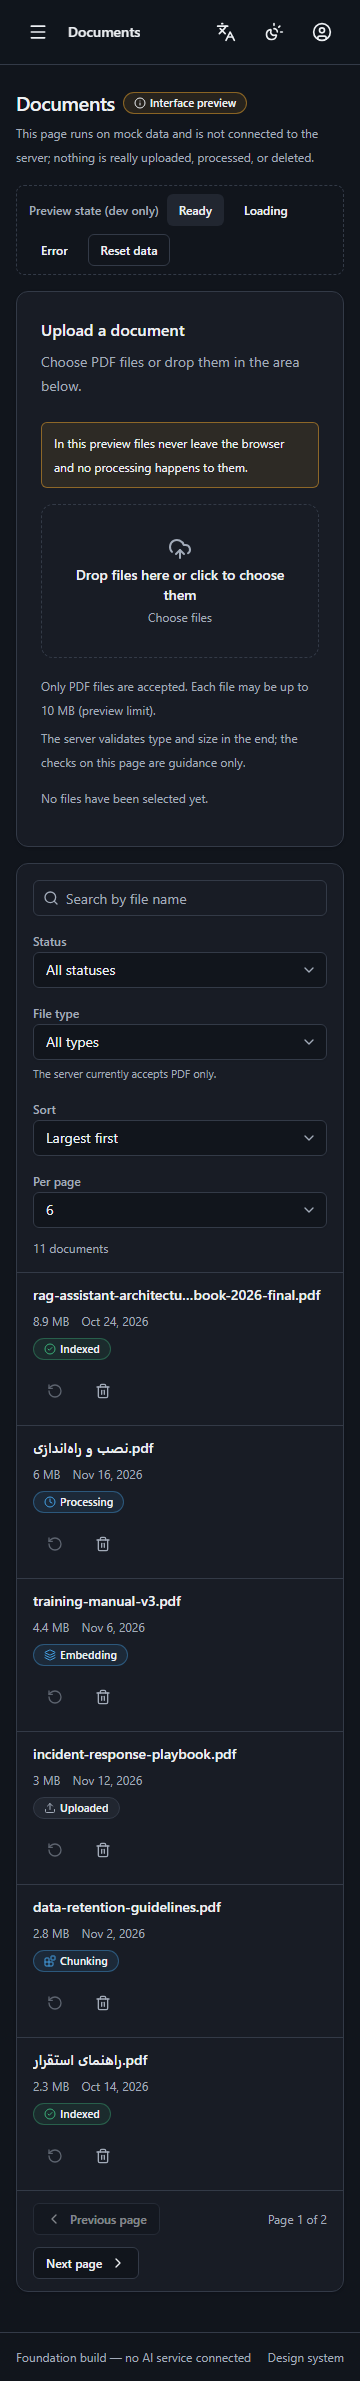 Documents
Documents
Interface preview
This page runs on mock data and is not connected to the
server; nothing is really uploaded, processed, or deleted.
Preview state (dev only)
Ready
Loading
Error
Reset data
Upload a document
Choose PDF files or drop them in the area
below.
In this preview files never leave the browser
and no processing happens to them.
Drop files here or click to choose
them
Choose files
Only PDF files are accepted. Each file may be up to
10 MB (preview limit).
The server validates type and size in the end; the
checks on this page are guidance only.
No files have been selected yet.
Search by file name
Status
All statuses
File type
All types
The server currently accepts PDF only.
Sort
Largest first
Per page
6
11 documents
rag-assistant-architectu...book-2026-final.pdf
8.9 MB Oct 24, 2026
Indexed
نصب و راه‌اندازی.pdf
6 MB Nov 16, 2026
Processing
training-manual-v3.pdf
4.4 MB Nov 6, 2026
Embedding
incident-response-playbook.pdf
3 MB Nov 12, 2026
Uploaded
data-retention-guidelines.pdf
2.8 MB Nov 2, 2026
Chunking
راهنمای استقرار.pdf
2.3 MB Oct 14, 2026
Indexed
Previous page
Page 1 of 2
Next page
Foundation build — no AI service connected
Design system